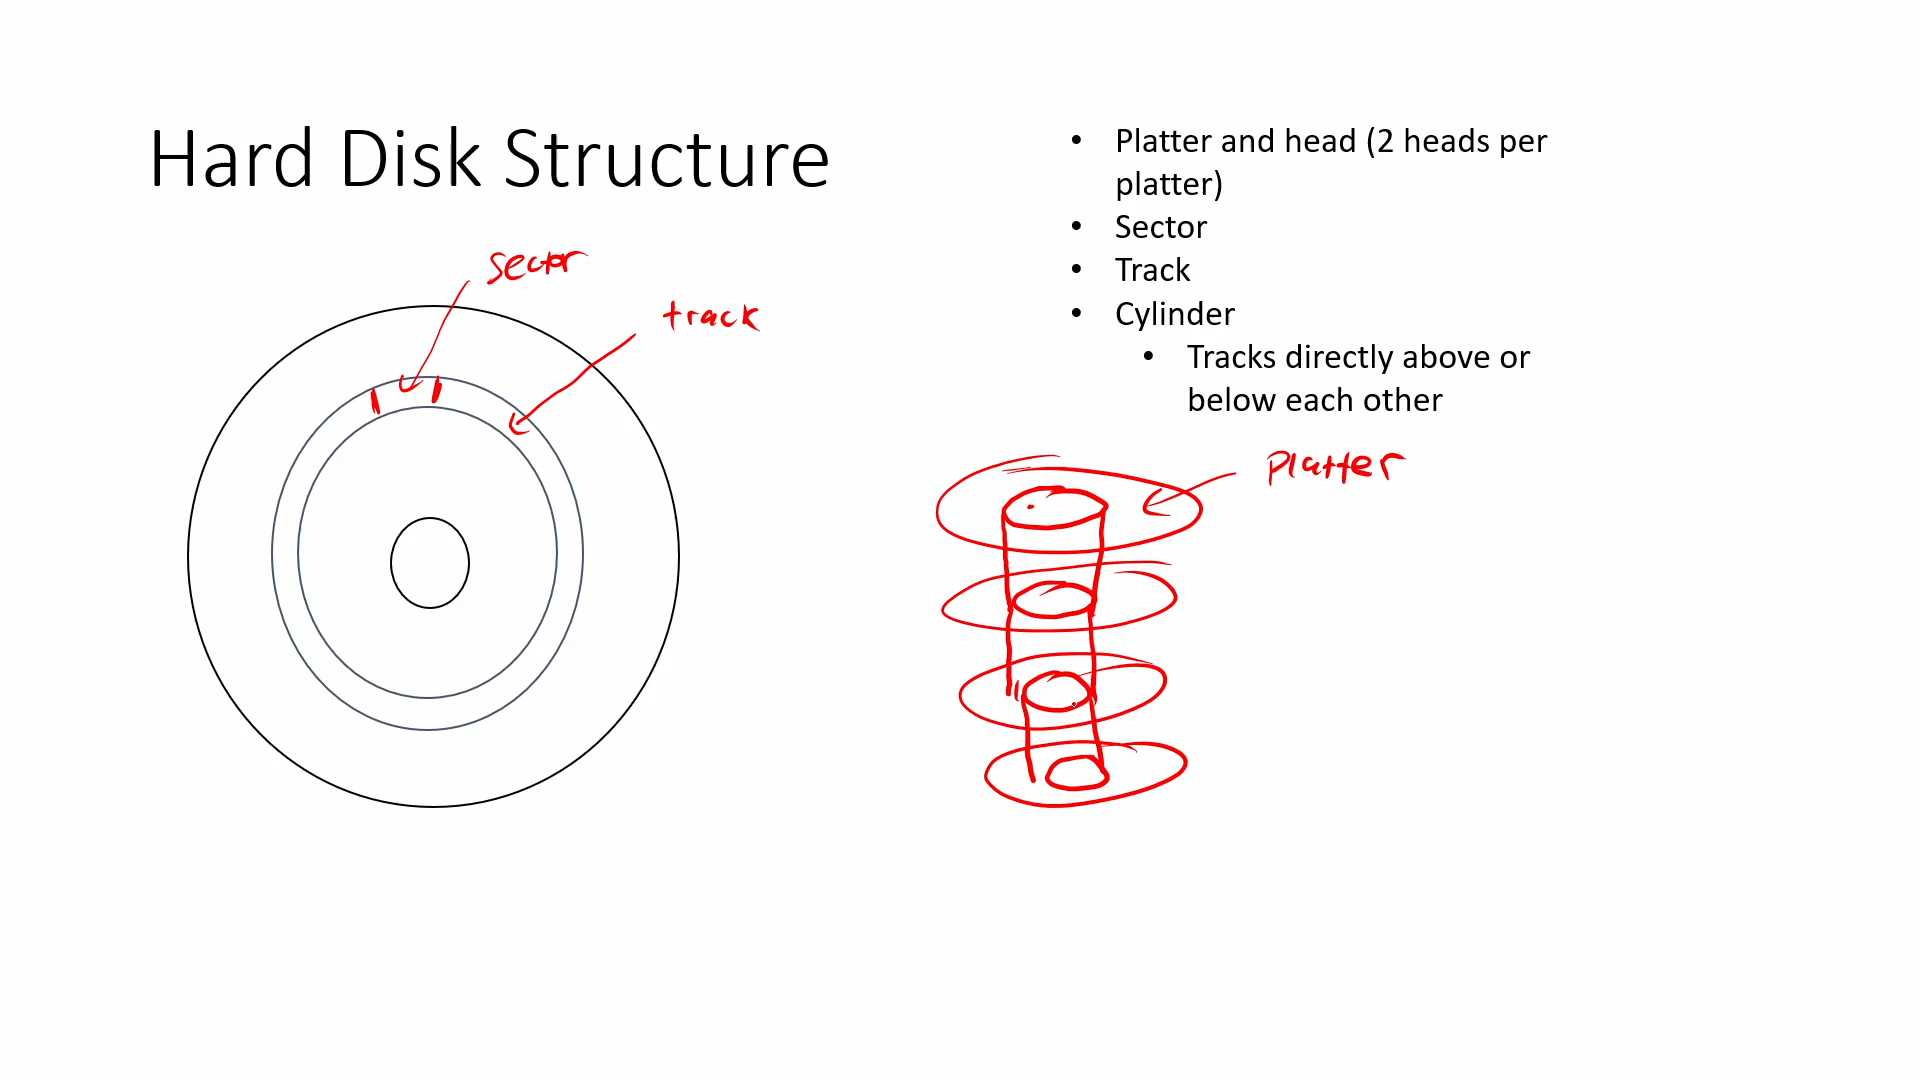 Hard Disk Structure
• Platter and head (2 heads per
platter)
• Sector
• Track
• Cylinder
• Tracks directly above or
below each other
sector
track
Platter